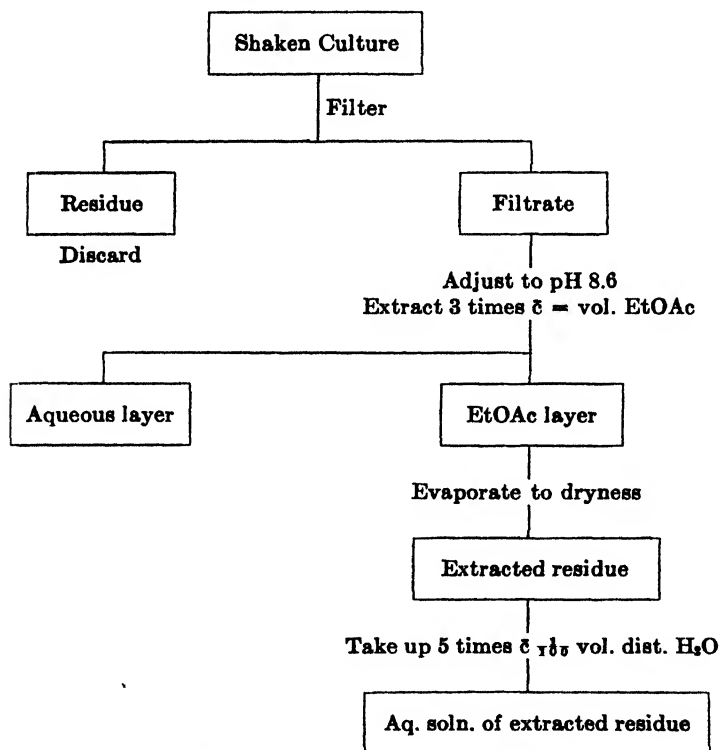 Shaken Culture
Filter
Residue
Filtrate
Discard
Adjust to pH 8.6
Extract 3 times c̄ = vol. EtOAc
Aqueous layer
EtOAc layer
Evaporate to dryness
Extracted residue
Take up 5 times c̄ 1/100 vol. dist. H₂O
Aq. soln. of extracted residue